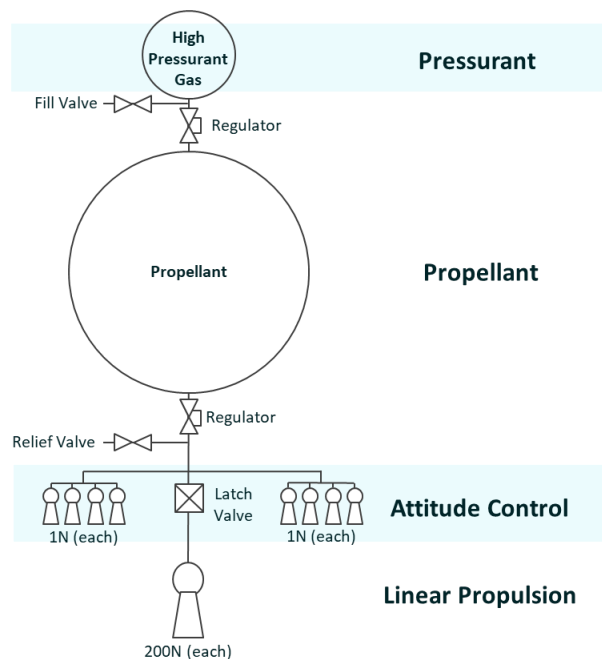 High
Pressurant
Gas
Pressurant
Fill Valve
Regulator
Propellant
Propellant
Regulator
Relief Valve
Latch
Valve
Attitude Control
1N (each)
1N (each)
Linear Propulsion
200N (each)